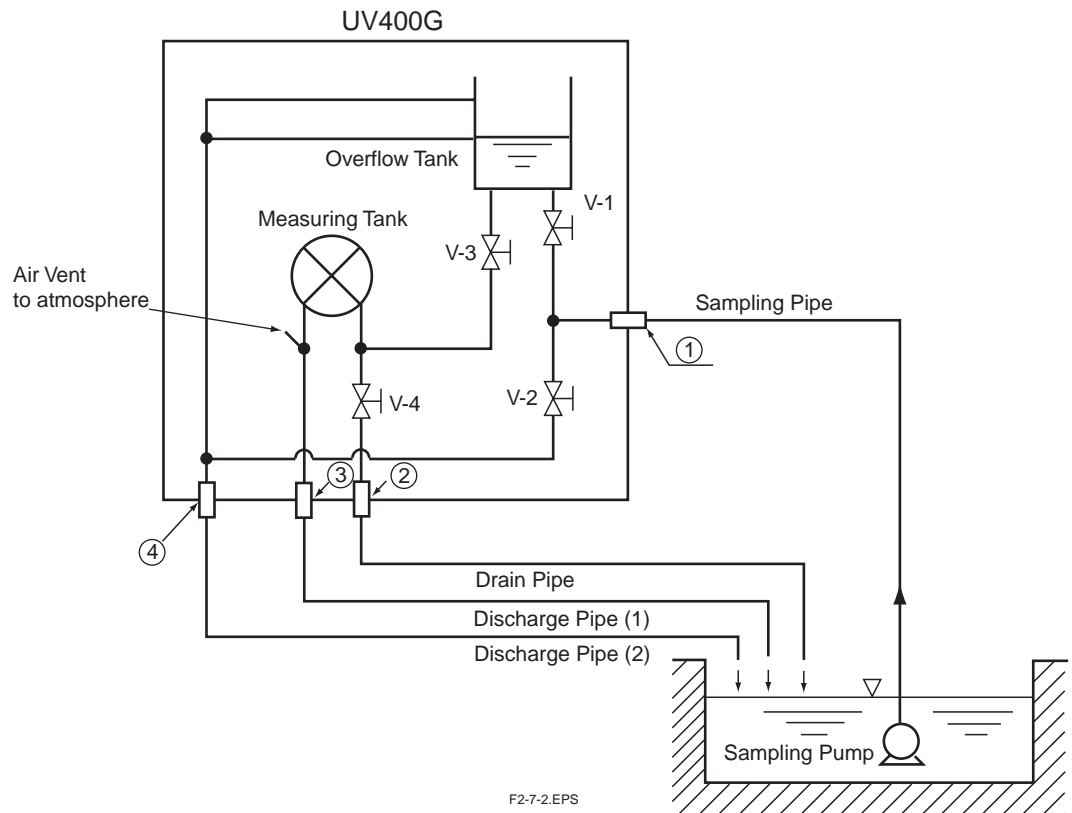 UV400G
Overflow Tank
V-1
Measuring Tank
V-3
Air Vent
to atmosphere
Sampling Pipe
1
V-4
V-2
3
2
4
Drain Pipe
Discharge Pipe (1)
Discharge Pipe (2)
Sampling Pump
F2-7-2.EPS